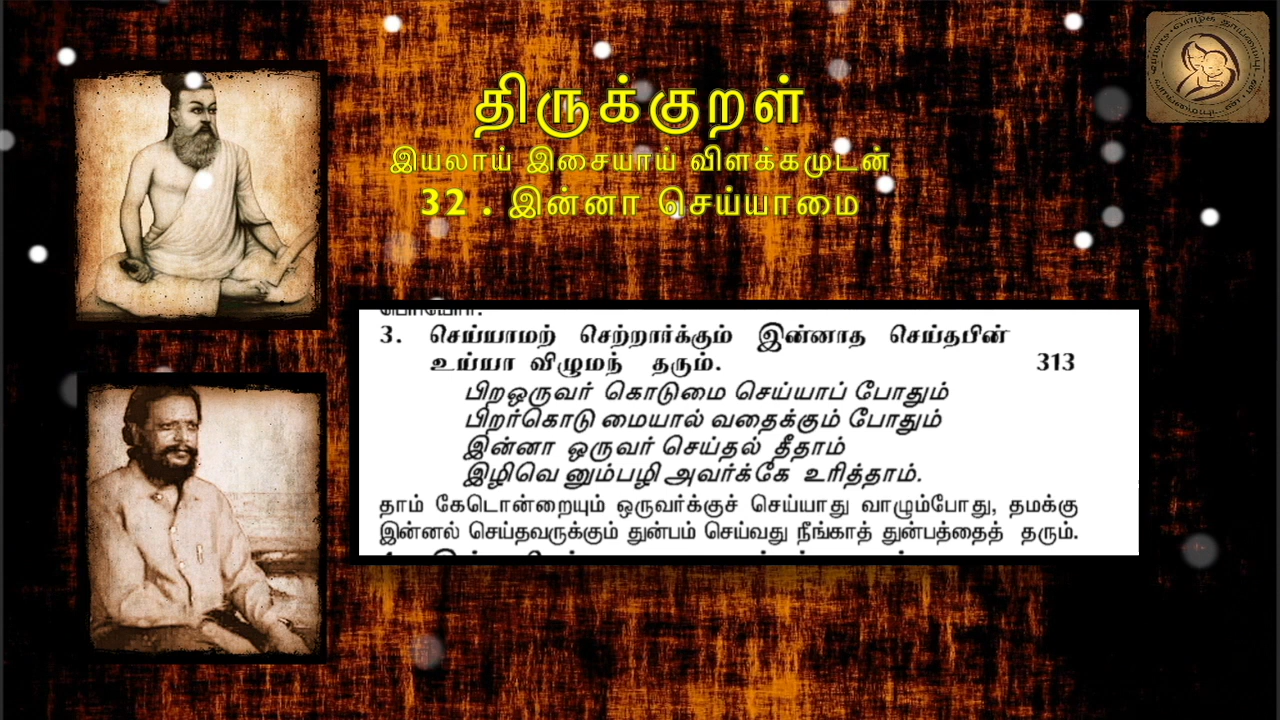 திருக்குறள்
இயலாய் இசையாய் விளக்கமுடன்
32 . இன்னா செய்யாமை
3. செய்யாமற் செற்றார்க்கும் இன்னாத செய்தபின்
உய்யா விழுமந் தரும். 313
பிறஒருவர் கொடுமை செய்யாப் போதும்
பிறர்கொடு மையால் வதைக்கும் போதும்
இன்னா ஒருவர் செய்தல் தீதாம்
இழிவெ னும்பழி அவர்க்கே உரித்தாம்.
தாம் கேடொன்றையும் ஒருவர்க்குச் செய்யாது வாழும்போது, தமக்கு
இன்னல் செய்தவருக்கும் துன்பம் செய்வது நீங்காத் துன்பத்தைத் தரும்.